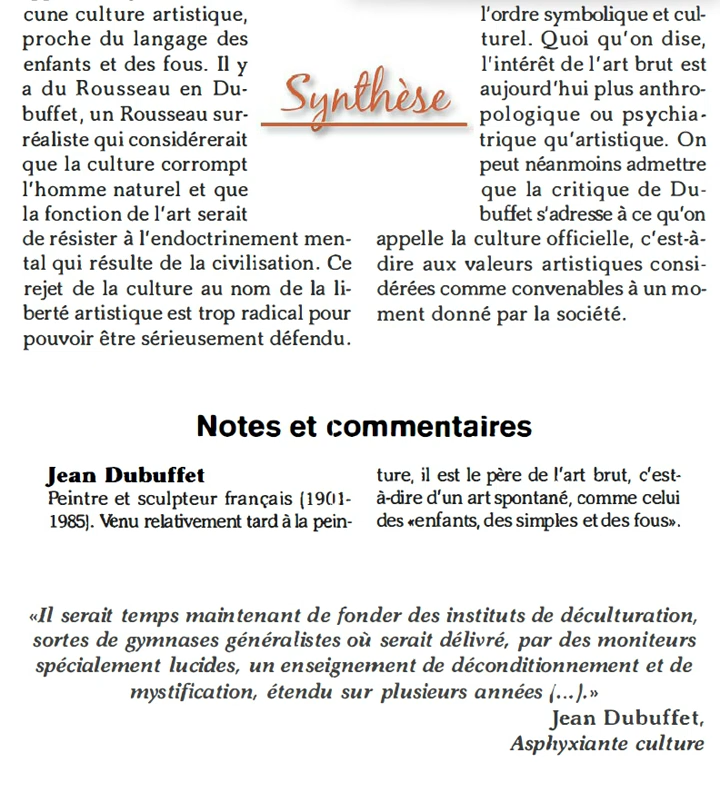 cune culture artistique,
proche du langage des
enfants et des fous. Il y
a du Rousseau en Du-
buffet, un Rousseau sur-
réaliste qui considérerait
que la culture corrompt
l'homme naturel et que
la fonction de l'art serait
de résister à l'endoctrinement men-
tal qui résulte de la civilisation. Ce
rejet de la culture au nom de la li-
berté artistique est trop radical pour
pouvoir être sérieusement défendu.
Synthèse
l'ordre symbolique et cul-
turel. Quoi qu'on dise,
l'intérêt de l'art brut est
aujourd'hui plus anthro-
pologique ou psychia-
trique qu'artistique. On
peut néanmoins admettre
que la critique de Du-
buffet s'adresse à ce qu'on
appelle la culture officielle, c'est-à-
dire aux valeurs artistiques consi-
dérées comme convenables à un mo-
ment donné par la société.
Notes et commentaires
Jean Dubuffet
Peintre et sculpteur français (1901-
1985). Venu relativement tard à la pein-
ture, il est le père de l'art brut, c'est-
à-dire d'un art spontané, comme celui
des «enfants, des simples et des fous».
«Il serait temps maintenant de fonder des instituts de déculturation,
sortes de gymnases généralistes où serait délivré, par des moniteurs
spécialement lucides, un enseignement de déconditionnement et de
mystification, étendu sur plusieurs années (...).»
Jean Dubuffet,
Asphyxiante culture